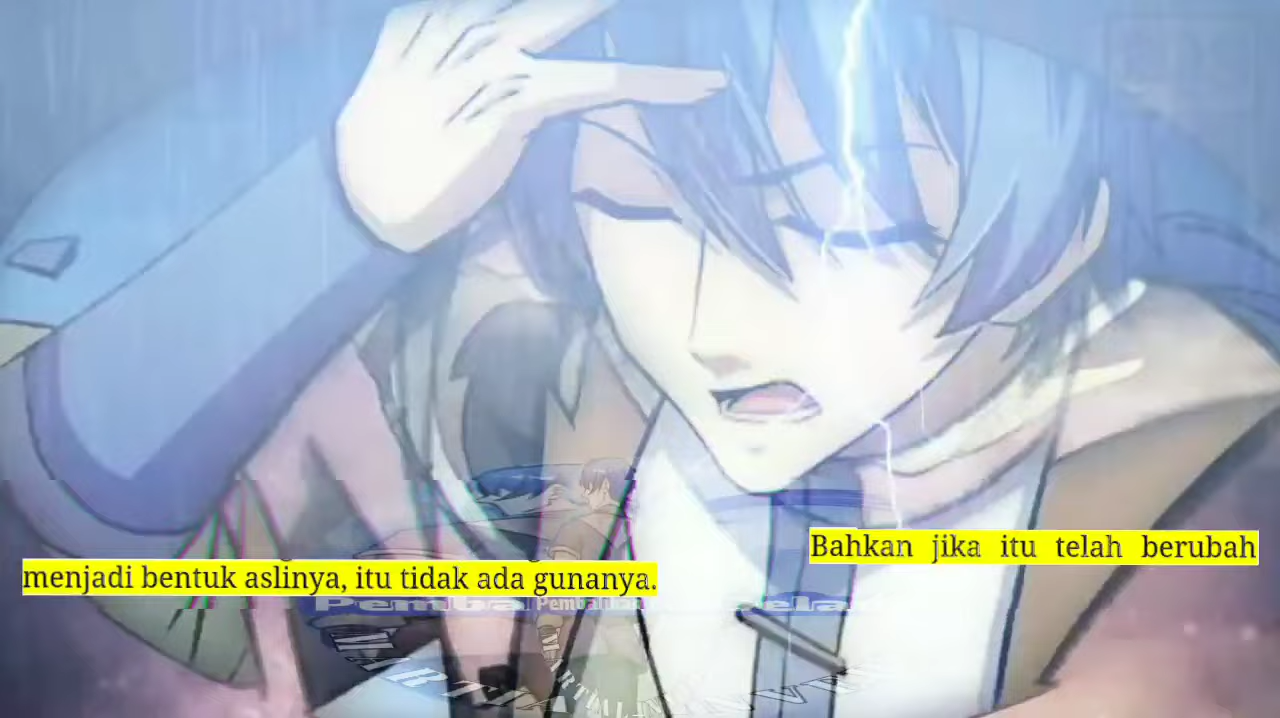 Bahkan jika itu telah berubah
menjadi bentuk aslinya, itu tidak ada gunanya.